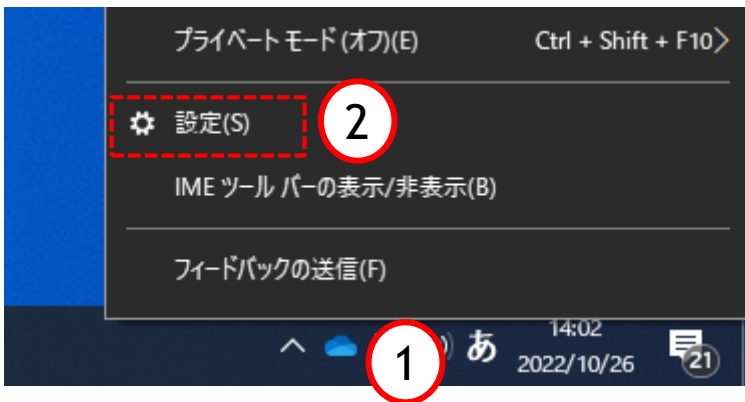 プライベート モード (オフ)(E) Ctrl + Shift + F10
設定(S)
2
IME ツール バーの表示/非表示(B)
フィードバックの送信(F)
1
あ
14:02
2022/10/26
21